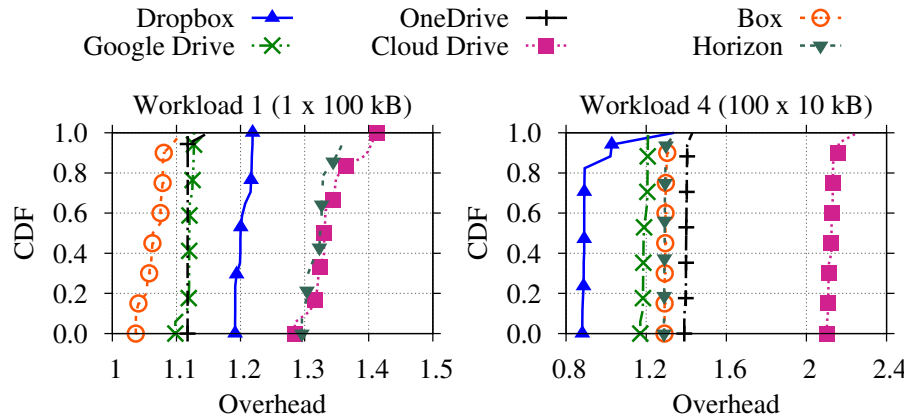 Dropbox OneDrive Box
Google Drive Cloud Drive Horizon
Workload 1 (1 x 100 kB) Workload 4 (100 x 10 kB)
1.0 1.0
0.8 0.8
0.6 0.6
0.4 0.4
0.2 0.2
0.0 0.0
CDF CDF
1 1.1 1.2 1.3 1.4 1.5 0.8 1.2 1.6 2 2.4
Overhead Overhead